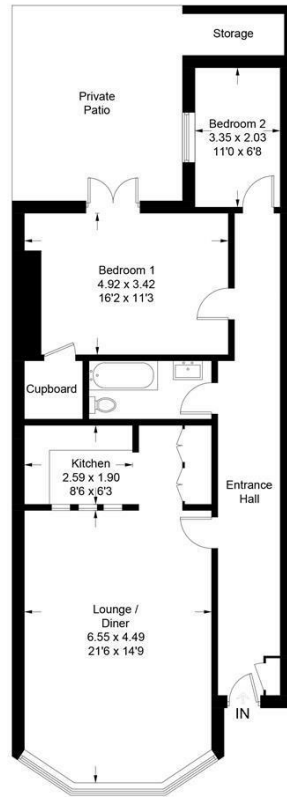 Storage
Private
Patio
Bedroom 2
3.35 x 2.03
11'0 x 6'8
Bedroom 1
4.92 x 3.42
16'2 x 11'3
Cupboard
Kitchen
2.59 x 1.90
8'6 x 6'3
Entrance
Hall
Lounge /
Diner
6.55 x 4.49
21'6 x 14'9
IN